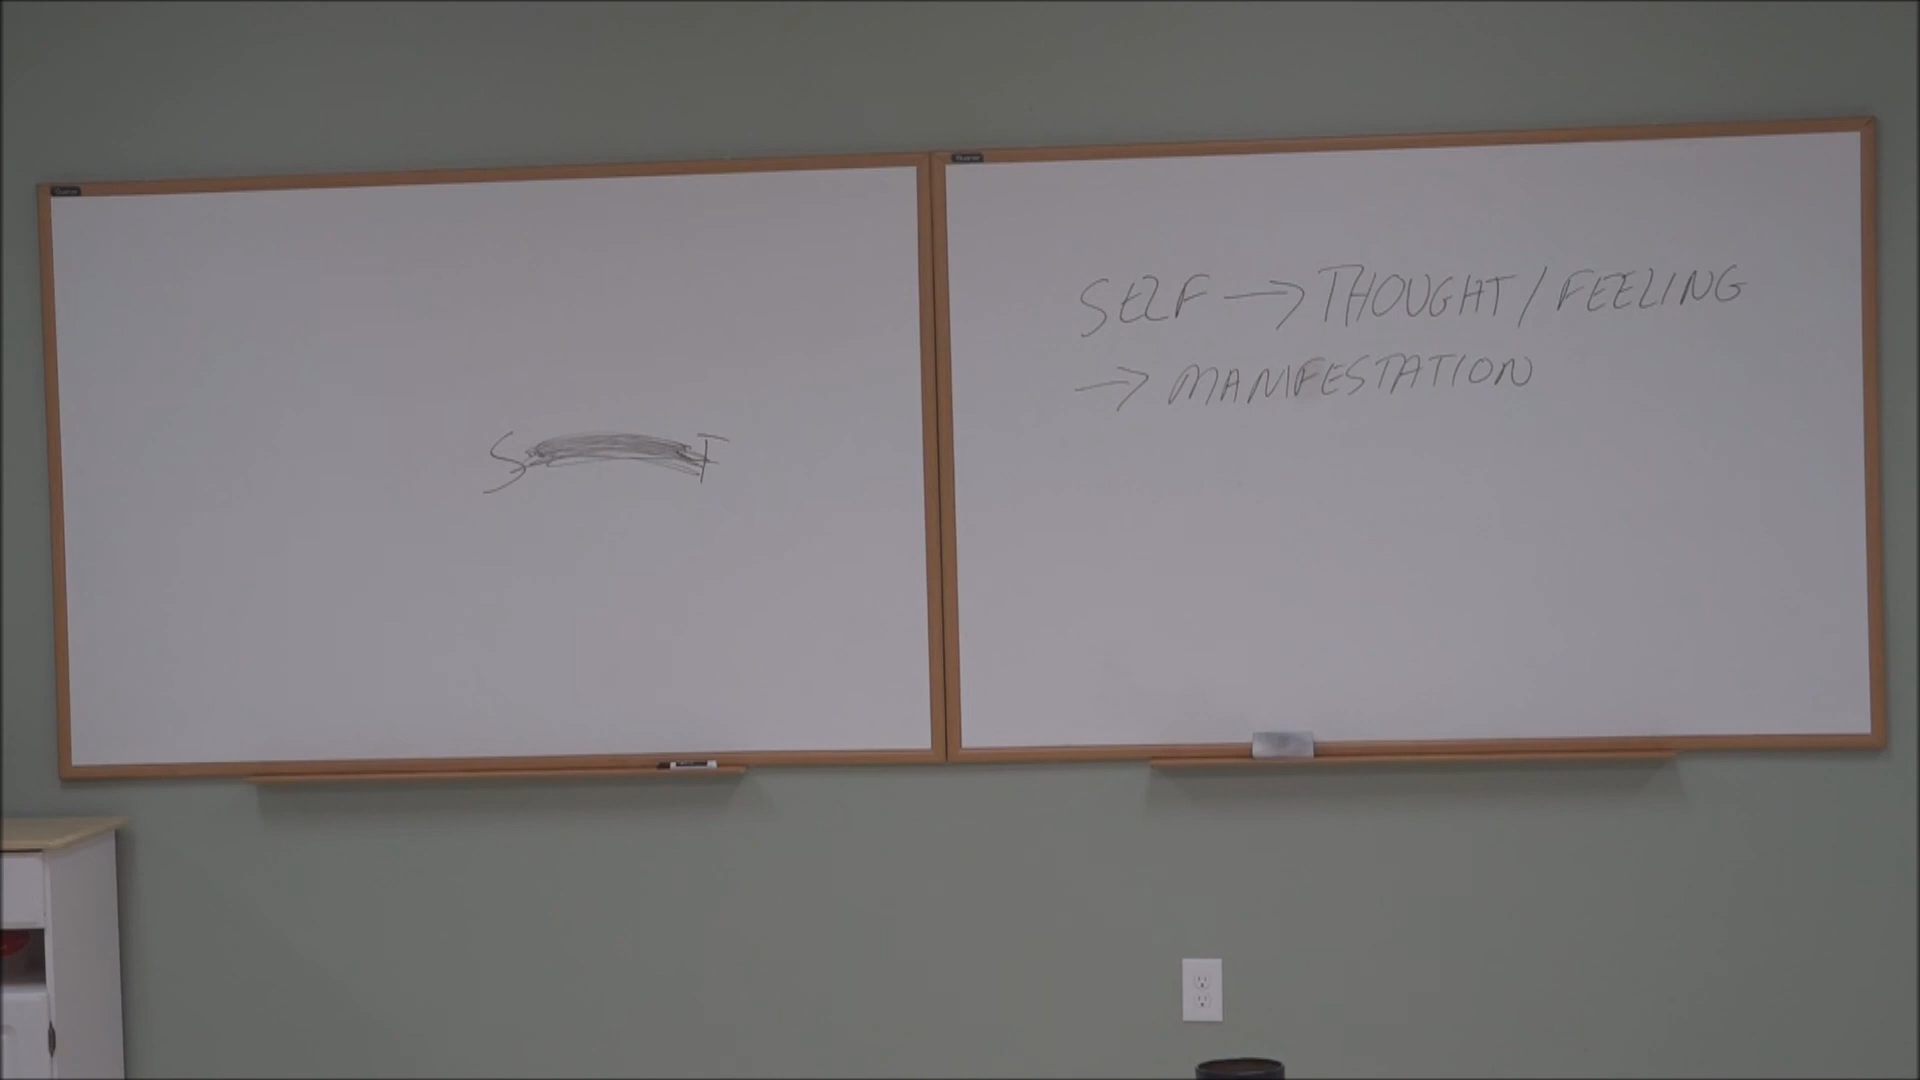 S T
SELF → THOUGHT / FEELING
→ MANIFESTATION